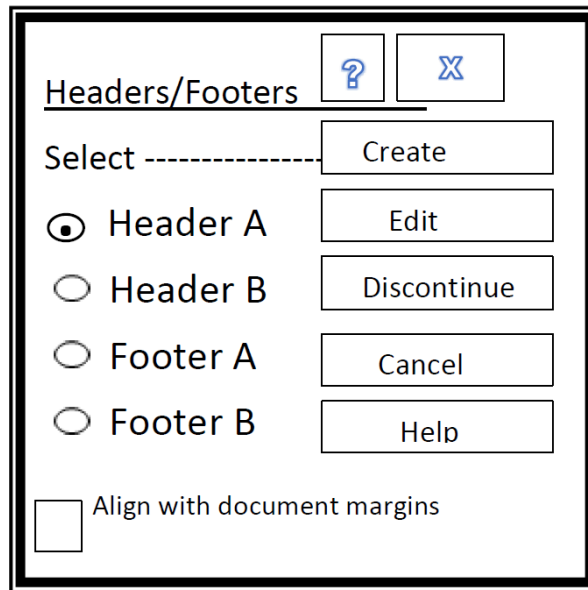 ? X
Headers/Footers
Select ---------------- Create
Header A Edit
Header B Discontinue
Footer A Cancel
Footer B Help
Align with document margins